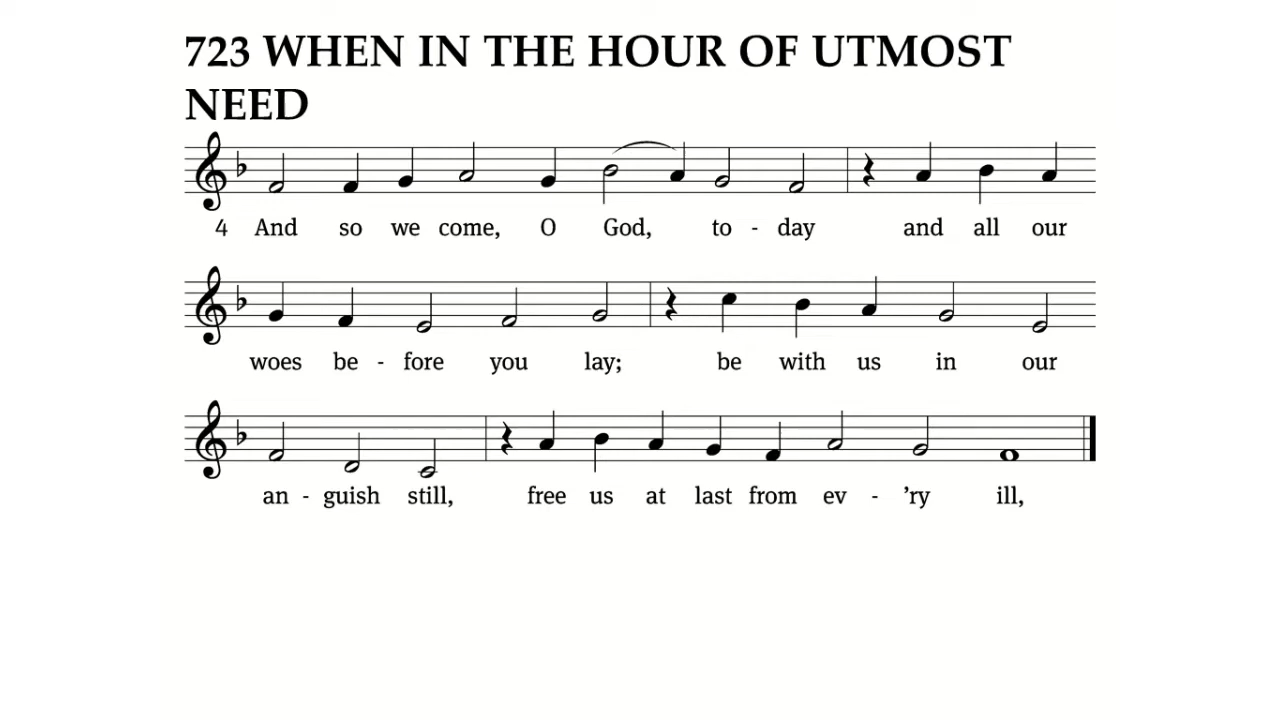 723 WHEN IN THE HOUR OF UTMOST
NEED
4 And so we come, O God, to - day and all our
woes be - fore you lay; be with us in our
an - guish still, free us at last from ev - ’ry ill,